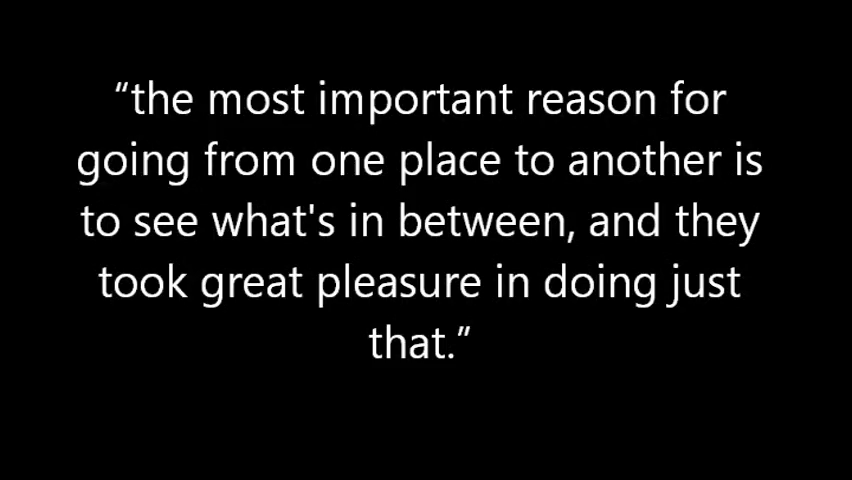 “the most important reason for
going from one place to another is
to see what's in between, and they
took great pleasure in doing just
that.”